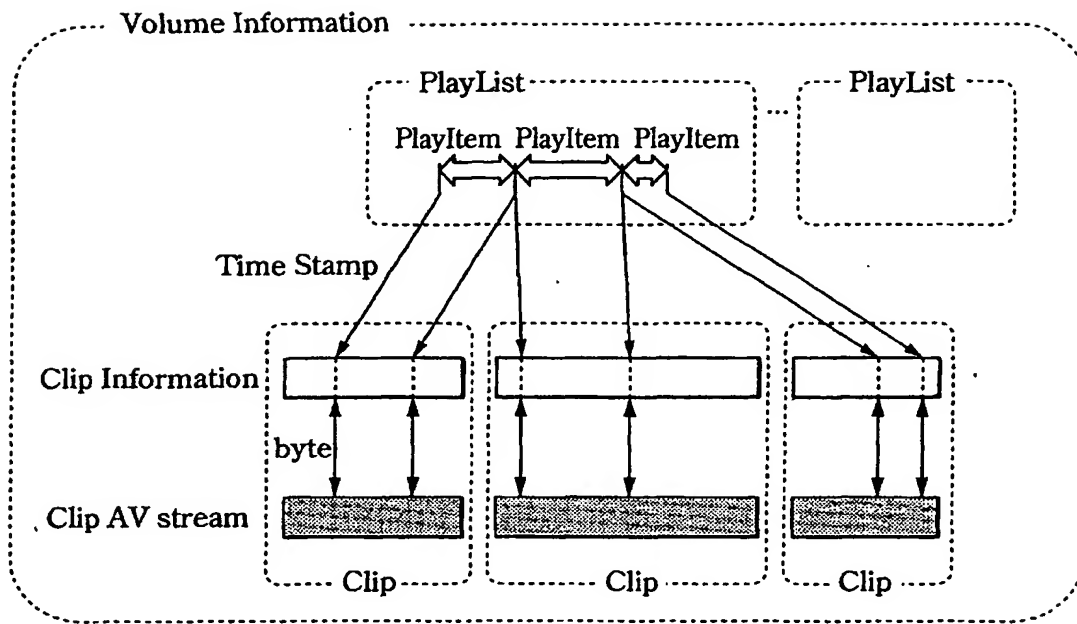 Volume Information
PlayList
...
PlayList
PlayItem PlayItem PlayItem
Time Stamp
Clip Information
byte
Clip AV stream
Clip
Clip
Clip